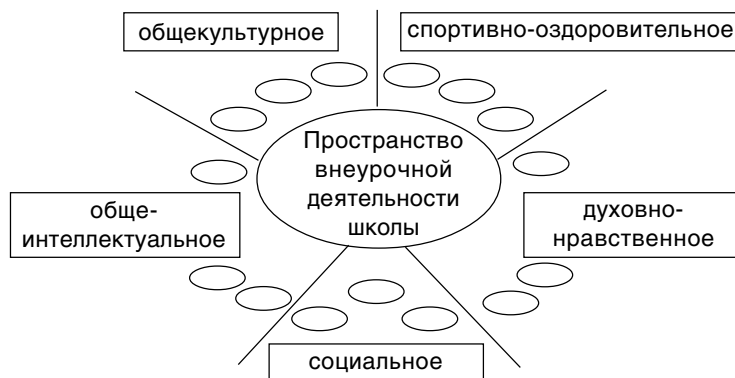 общекультурное
спортивно-оздоровительное
Пространство
внеурочной
деятельности
школы
обще-
интеллектуальное
духовно-
нравственное
социальное